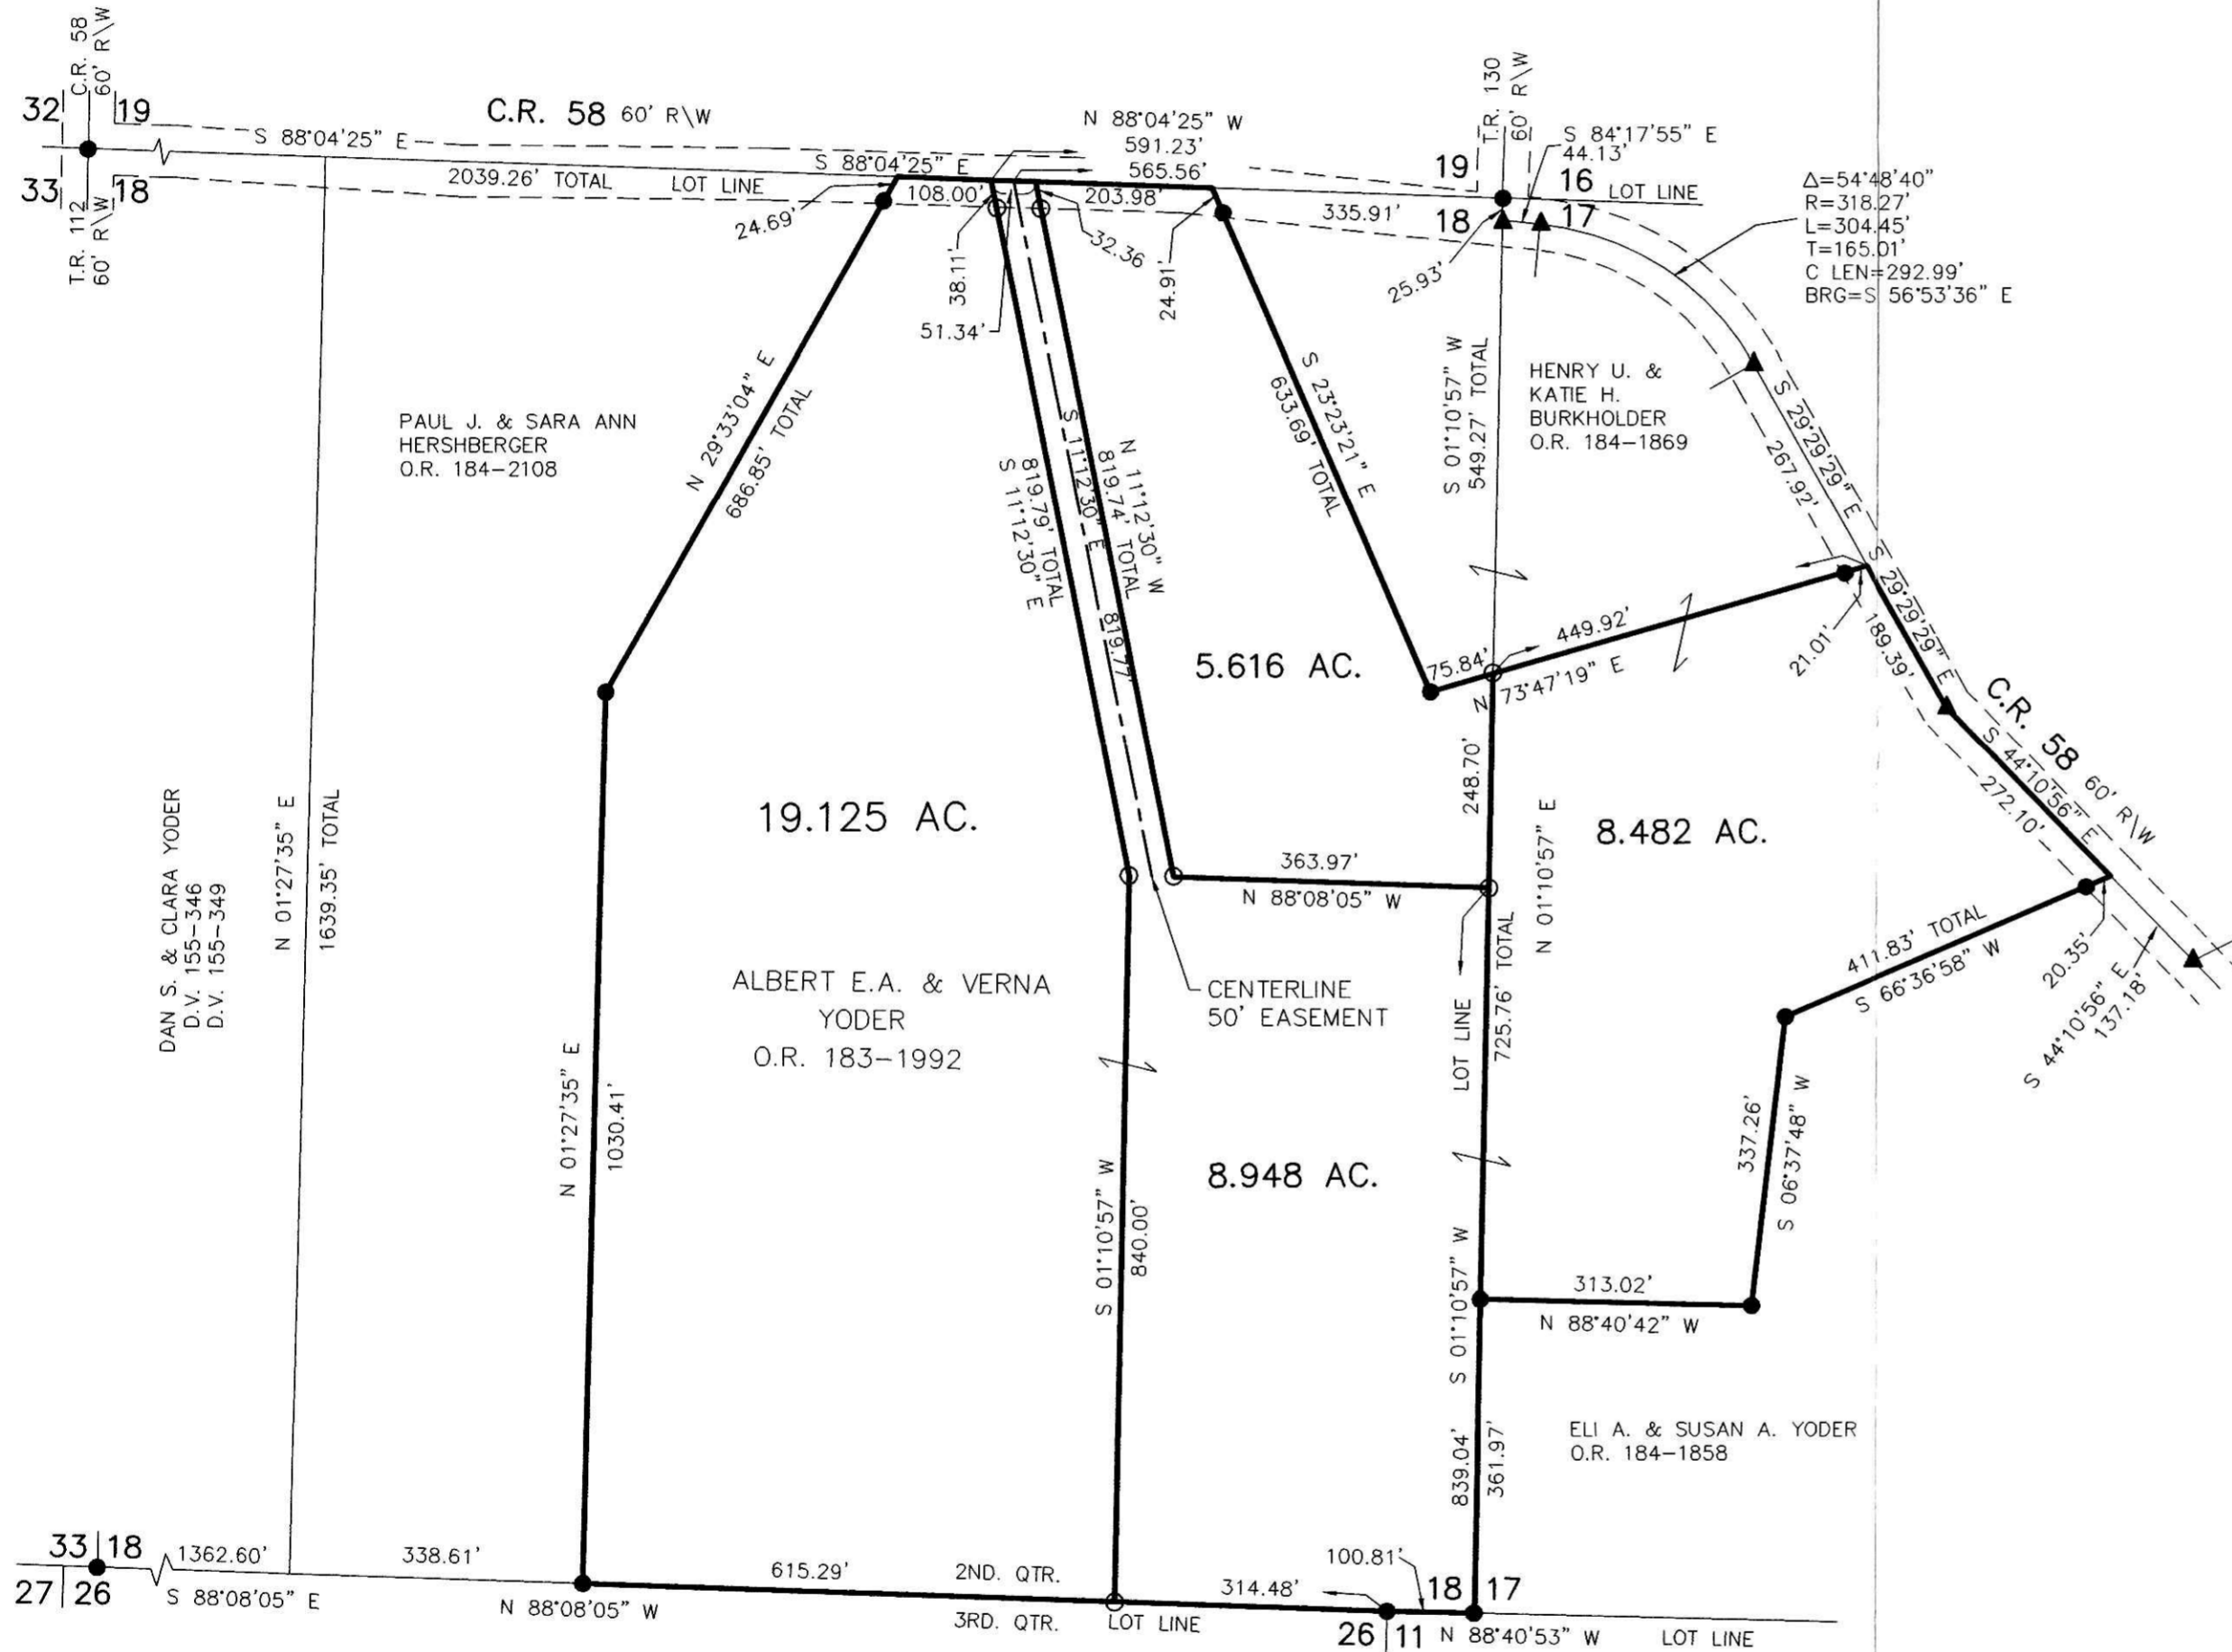 C.R. 58
60' R\W
32
19
33
18
T.R. 112
60' R\W
C.R. 58 60' R\W
S 88°04'25" E
2039.26' TOTAL
LOT LINE
S 88°04'25" E
24.69'
108.00'
N 88°04'25" W
591.23'
565.56'
203.98'
32.36
38.11'
51.34'
24.91'
335.91'
T.R. 130
60' R\W
S 84°17'55" E
44.13'
19
16
LOT LINE
18
17
25.93'
Δ=54°48'40"
R=318.27'
L=304.45'
T=165.01'
C LEN=292.99'
BRG=S 56°53'36" E
PAUL J. & SARA ANN
HERSHBERGER
O.R. 184-2108
N 29°33'04" E
686.85' TOTAL
S 11°12'30" E
819.79' TOTAL
S 11°12'30" E
819.77'
N 11°12'30" W
819.74' TOTAL
S 23°23'21" E
633.69' TOTAL
S 01°10'57" W
549.27' TOTAL
HENRY U. &
KATIE H.
BURKHOLDER
O.R. 184-1869
S 29°29'29" E
267.92'
S 29°29'29" E
189.39'
21.01'
449.92'
75.84'
N 73°47'19" E
5.616 AC.
C.R. 58 60' R\W
S 44°10'56" E
272.10'
DAN S. & CLARA YODER
D.V. 155-346
D.V. 155-349
N 01°27'35" E
1639.35' TOTAL
19.125 AC.
248.70'
N 01°10'57" E
8.482 AC.
363.97'
N 88°08'05" W
ALBERT E.A. & VERNA
YODER
O.R. 183-1992
CENTERLINE
50' EASEMENT
LOT LINE
725.76' TOTAL
411.83' TOTAL
S 66°36'58" W
20.35'
S 44°10'56" E
137.18'
N 01°27'35" E
1030.41'
S 01°10'57" W
840.00'
8.948 AC.
337.26'
S 06°37'48" W
S 01°10'57" W
839.04'
361.97'
313.02'
N 88°40'42" W
ELI A. & SUSAN A. YODER
O.R. 184-1858
33
18
27
26
1362.60'
S 88°08'05" E
338.61'
N 88°08'05" W
615.29'
2ND. QTR.
3RD. QTR.
314.48'
LOT LINE
100.81'
18
17
26
11
N 88°40'53" W
LOT LINE